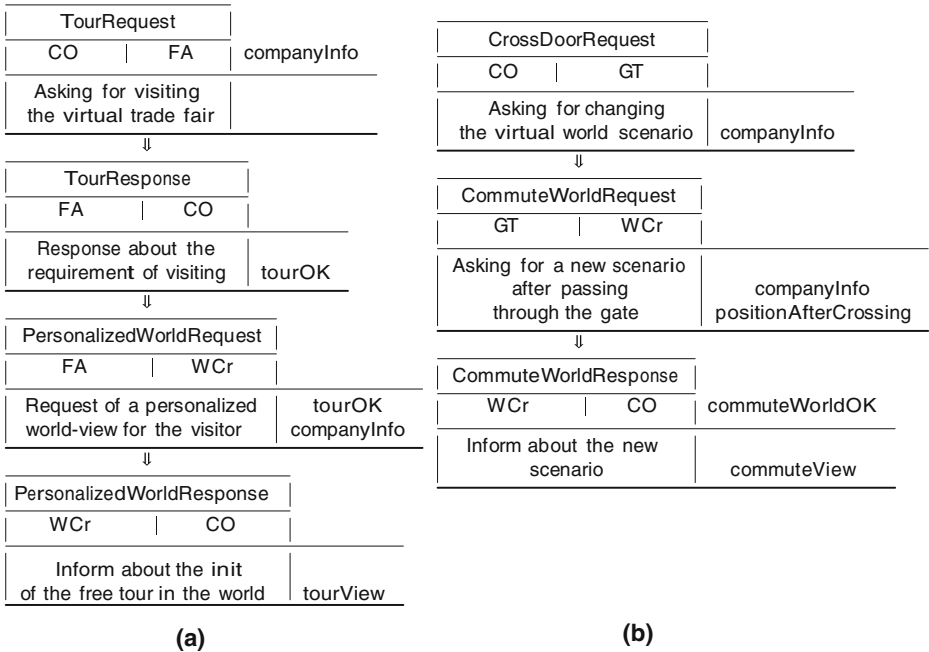 TourRequest
CO | FA companyInfo
Asking for visiting
the virtual trade fair
⇓
TourResponse
FA | CO
Response about the
requirement of visiting tourOK
⇓
PersonalizedWorldRequest
FA | WCr
Request of a personalized tourOK
world-view for the visitor companyInfo
⇓
PersonalizedWorldResponse
WCr | CO
Inform about the init
of the free tour in the world tourView
(a)
CrossDoorRequest
CO | GT
Asking for changing
the virtual world scenario companyInfo
⇓
CommuteWorldRequest
GT | WCr
Asking for a new scenario
after passing companyInfo
through the gate positionAfterCrossing
⇓
CommuteWorldResponse
WCr | CO commuteWorldOK
Inform about the new
scenario commuteView
(b)